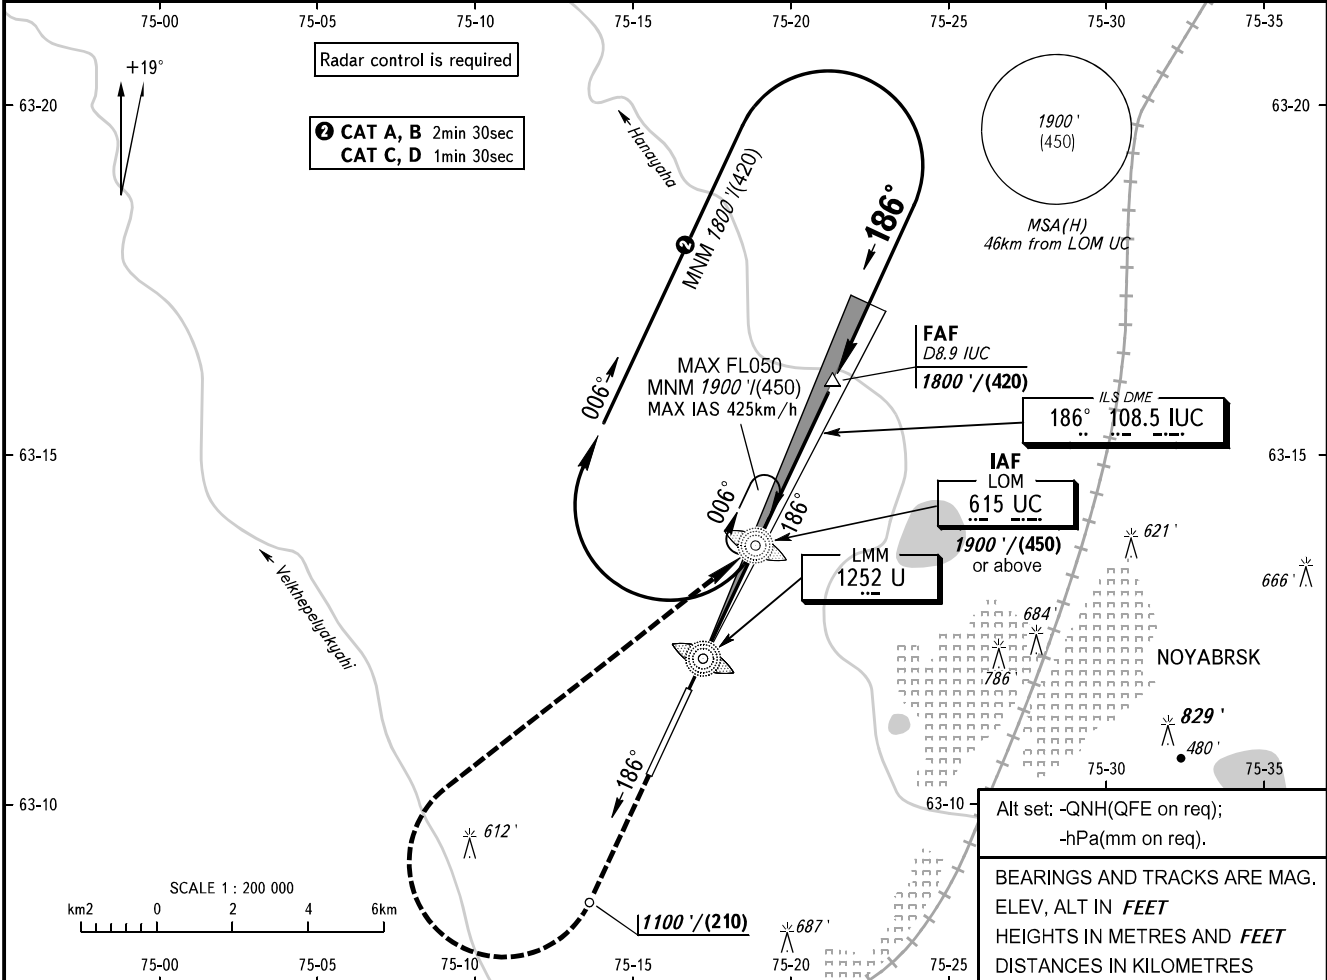 75-00 75-05 75-10 75-15 75-20 75-25 75-30 75-35
+19°
Radar control is required
63-20
63-20
❷ CAT A, B 2min 30sec
CAT C, D 1min 30sec
Hanayaha
1900 '
(450)
MSA(H)
46km from LOM UC
186°
❷
MNM 1800 '/(420)
006°
FAF
D8.9 IUC
1800 '/(420)
MAX FL050
MNM 1900 '/(450)
MAX IAS 425km/h
ILS DME
186° 108.5 IUC
63-15
63-15
IAF
LOM
615 UC
1900 '/(450)
or above
006°
186°
LMM
1252 U
Velkhepelyakyahi
621 '
666 '
684 '
786 '
NOYABRSK
829 '
480 '
75-30 75-35
186°
63-10
63-10
612 '
SCALE 1 : 200 000
km2 0 2 4 6km
1100 '/(210)
687 '
Alt set: -QNH(QFE on req);
-hPa(mm on req).
BEARINGS AND TRACKS ARE MAG.
ELEV, ALT IN FEET
HEIGHTS IN METRES AND FEET
DISTANCES IN KILOMETRES
75-00 75-05 75-10 75-15 75-20 75-25